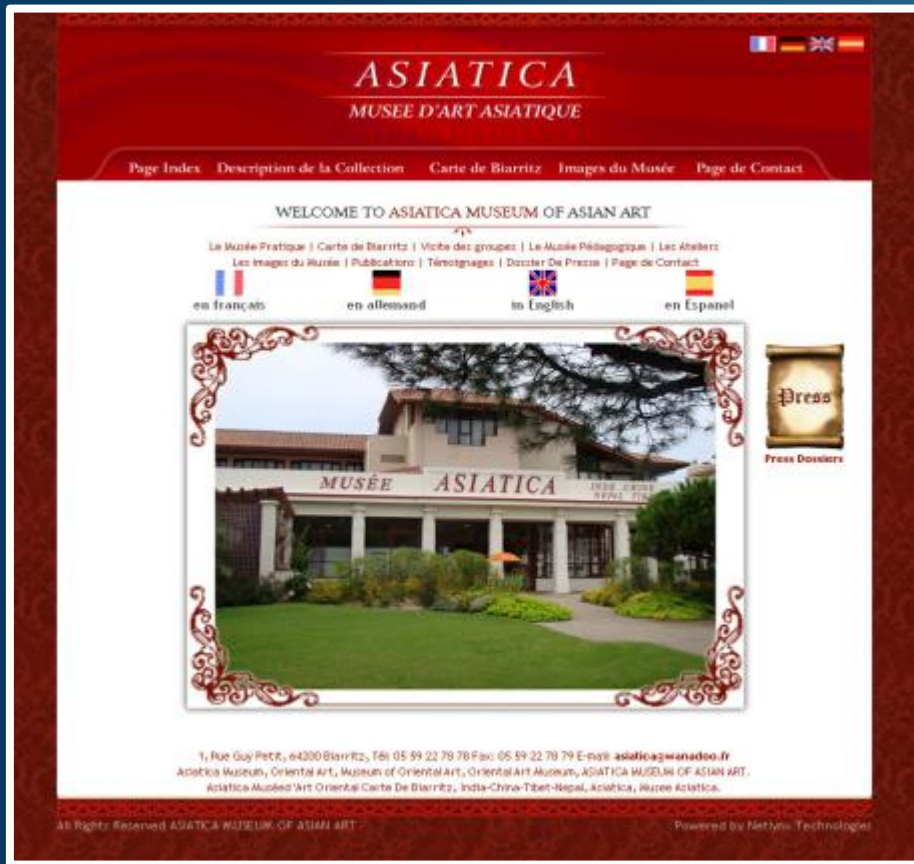 ASIATICA
MUSEE D'ART ASIATIQUE
Page Index Description de la Collection Carte de Biarritz Images du Musée Page de Contact
WELCOME TO ASIATICA MUSEUM OF ASIAN ART
Le Musée Pratique | Carte de Biarritz | Visite des groupes | Le Musée Pédagogique | Les Ateliers
Les Images du Musée | Publications | Témoignages | Dossier De Presse | Page de Contact
en français en allemand in English en Espanel
MUSÉE ASIATICA INDE CHINE
NEPAL
Press
Press Dossiers
1, Rue Guy Petit, 64200 Biarritz, Tél: 05 59 22 78 78 Fax: 05 59 22 78 79 E-mail: asiatica@wanadoo.fr
Asiatica Museum, Oriental Art, Museum of Oriental Art, Oriental Art Museum, ASIATICA MUSEUM OF ASIAN ART.
Asiatica Muséed 'Art Oriental Carte De Biarritz, India-China-Tibet-Nepal, Asiatica, Musee Asiatica.
All Rights Reserved ASIATICA MUSEUM OF ASIAN ART Powered by Netlynx Technologies